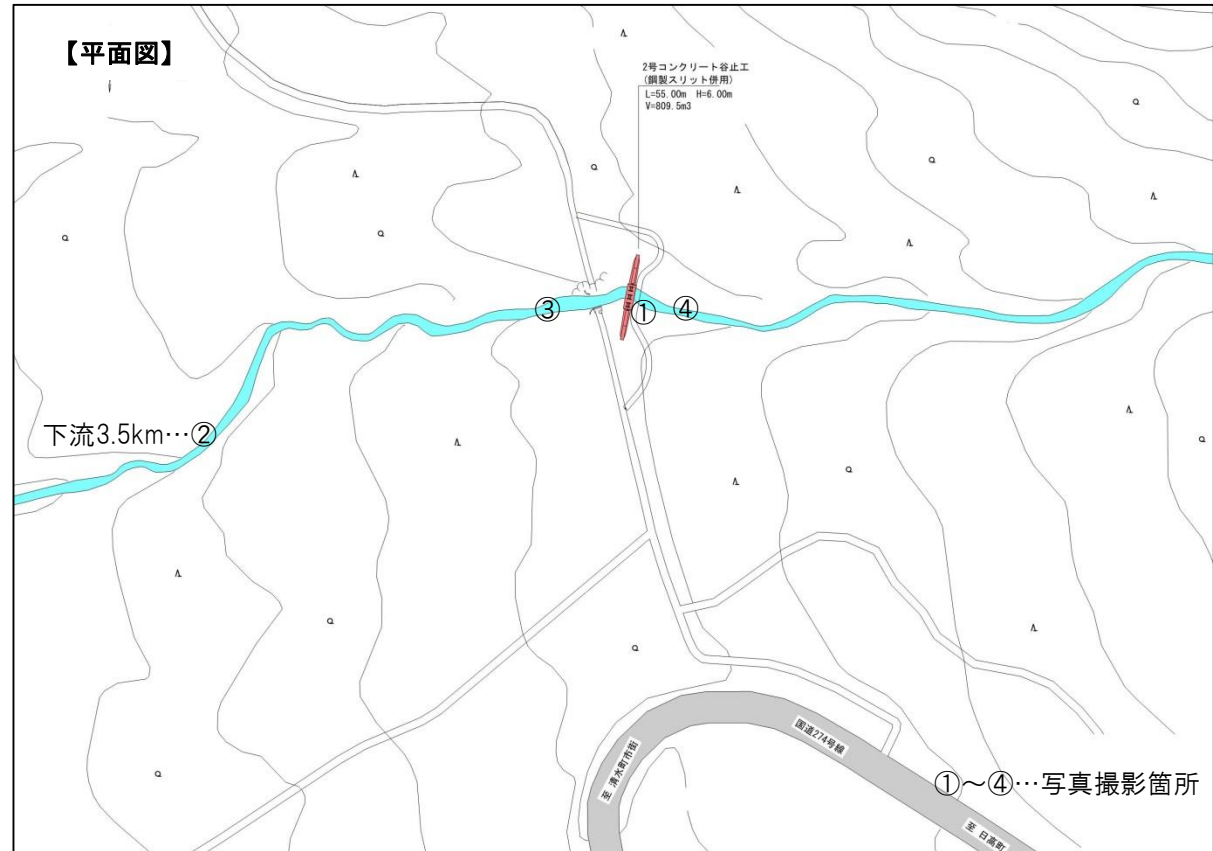 【平面図】
2号コンクリート谷止工
(鋼製スリット併用)
L=55.00m H=6.00m
V=809.5m3
③
①
④
下流3.5km…②
国道274号線
至 清水町市街
①～④…写真撮影箇所
至 日高町